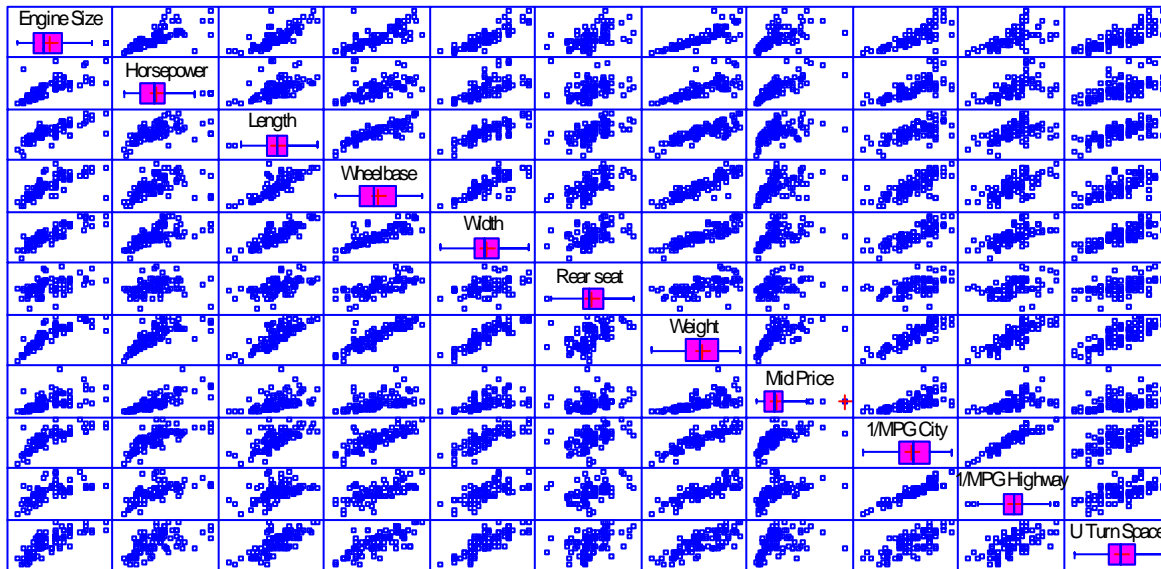 Engine Size
Horsepower
Length
Wheelbase
Width
Rear seat
Weight
Mid Price
1/MPG City
1/MPG Highway
U Turn Space